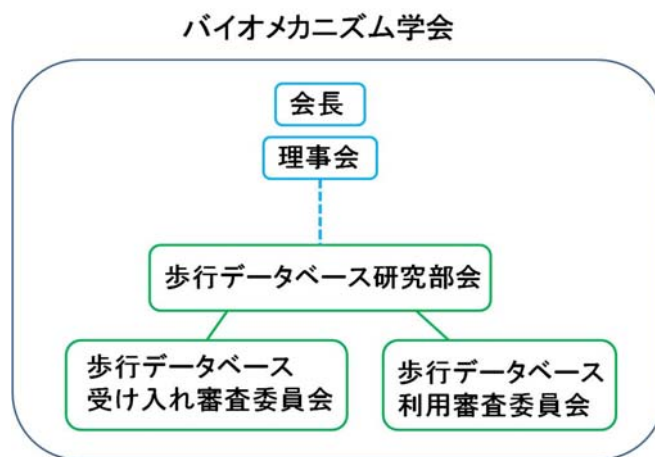 バイオメカニズム学会
会長
理事会
歩行データベース研究部会
歩行データベース
受け入れ審査委員会
歩行データベース
利用審査委員会